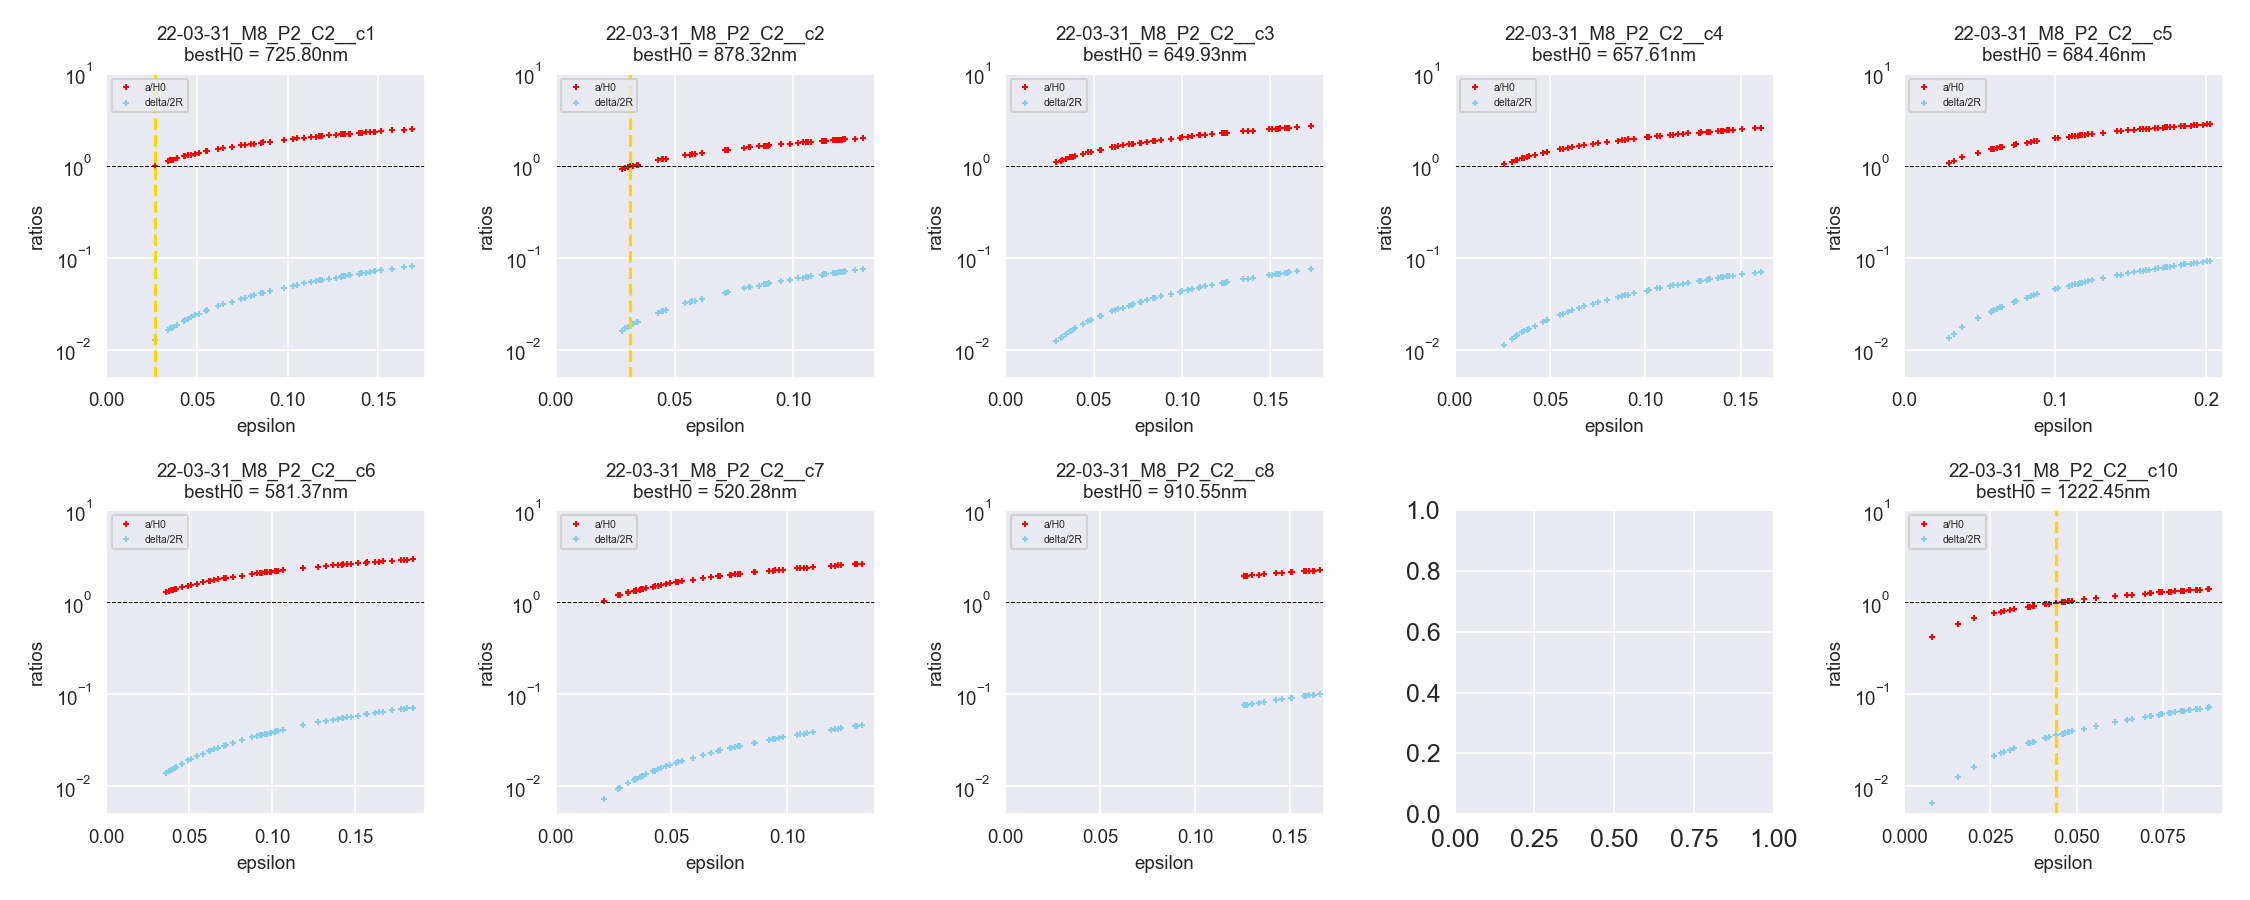 22-03-31_M8_P2_C2__c1
bestH0 = 725.80nm
a/H0
delta/2R
10^1
10^0
10^−1
10^−2
ratios
0.00 0.05 0.10 0.15
epsilon
22-03-31_M8_P2_C2__c2
bestH0 = 878.32nm
a/H0
delta/2R
10^1
10^0
10^−1
10^−2
ratios
0.00 0.05 0.10
epsilon
22-03-31_M8_P2_C2__c3
bestH0 = 649.93nm
a/H0
delta/2R
10^1
10^0
10^−1
10^−2
ratios
0.00 0.05 0.10 0.15
epsilon
22-03-31_M8_P2_C2__c4
bestH0 = 657.61nm
a/H0
delta/2R
10^1
10^0
10^−1
10^−2
ratios
0.00 0.05 0.10 0.15
epsilon
22-03-31_M8_P2_C2__c5
bestH0 = 684.46nm
a/H0
delta/2R
10^1
10^0
10^−1
10^−2
ratios
0.0 0.1 0.2
epsilon
22-03-31_M8_P2_C2__c6
bestH0 = 581.37nm
a/H0
delta/2R
10^1
10^0
10^−1
10^−2
ratios
0.00 0.05 0.10 0.15
epsilon
22-03-31_M8_P2_C2__c7
bestH0 = 520.28nm
a/H0
delta/2R
10^1
10^0
10^−1
10^−2
ratios
0.00 0.05 0.10
epsilon
22-03-31_M8_P2_C2__c8
bestH0 = 910.55nm
a/H0
delta/2R
10^1
10^0
10^−1
10^−2
ratios
0.00 0.05 0.10 0.15
epsilon
1.0
0.8
0.6
0.4
0.2
0.0
0.00 0.25 0.50 0.75 1.00
22-03-31_M8_P2_C2__c10
bestH0 = 1222.45nm
a/H0
delta/2R
10^1
10^0
10^−1
10^−2
ratios
0.000 0.025 0.050 0.075
epsilon